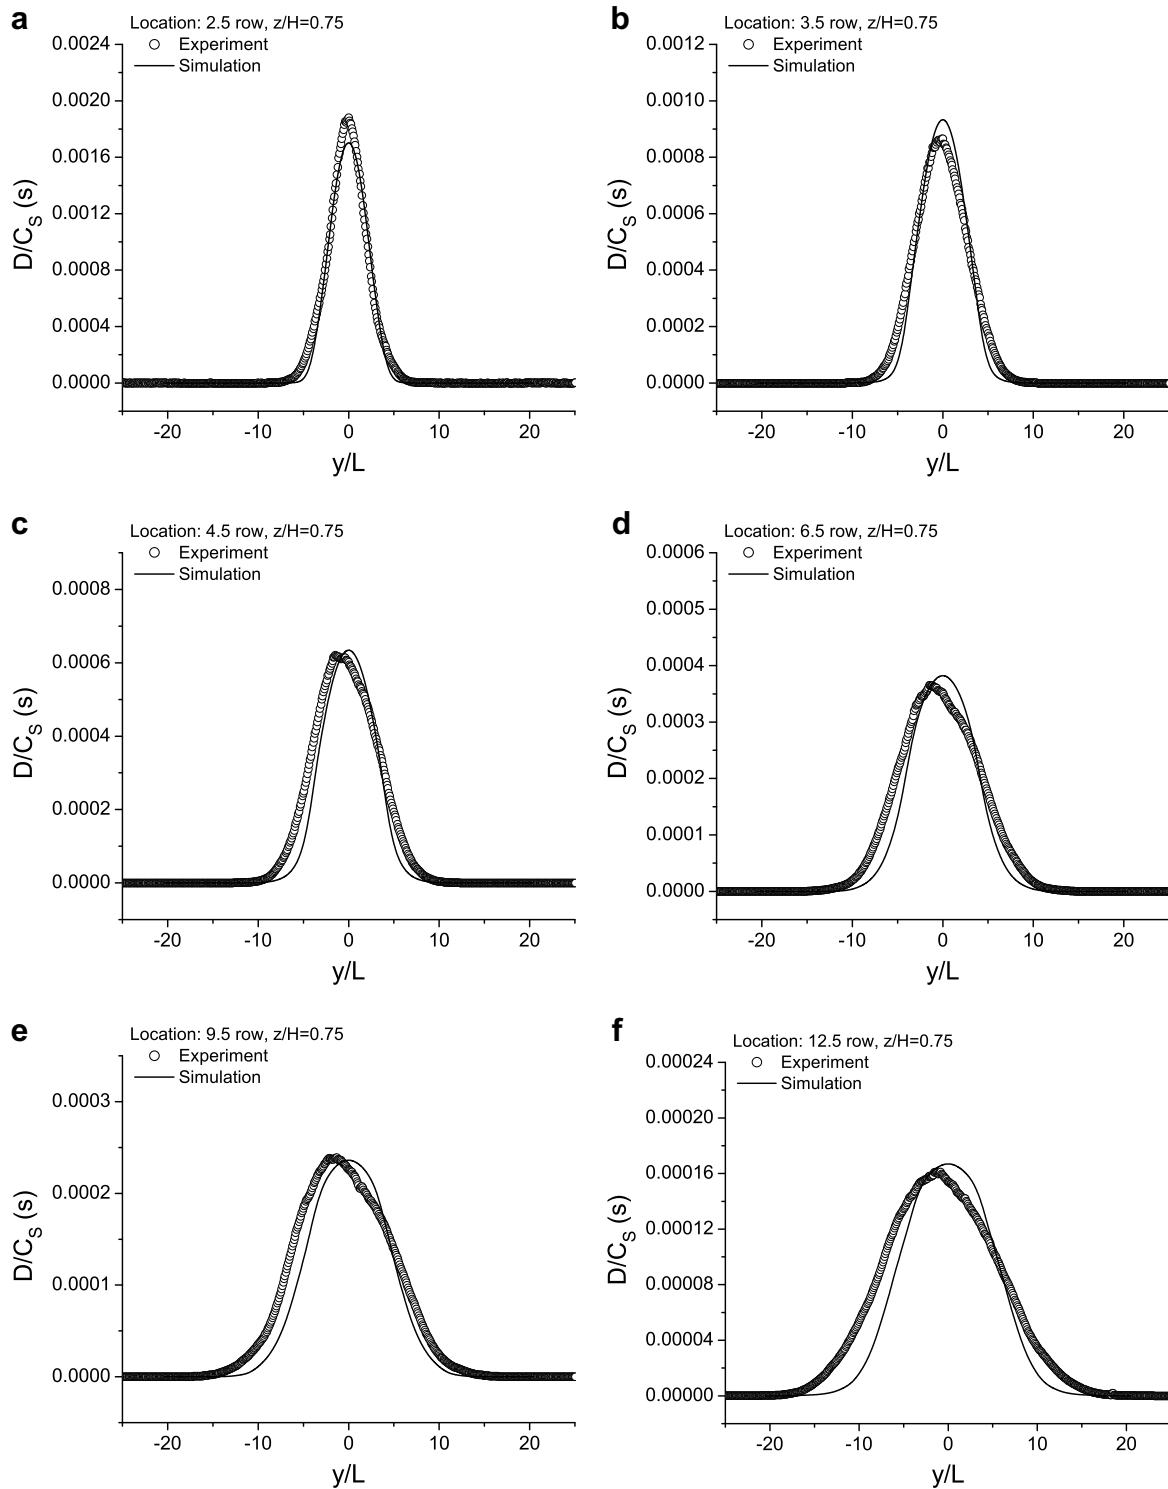 a
Location: 2.5 row, z/H=0.75
Experiment
Simulation
0.0024
0.0020
0.0016
0.0012
0.0008
0.0004
0.0000
D/C_S (s)
-20 -10 0 10 20
y/L
b
Location: 3.5 row, z/H=0.75
Experiment
Simulation
0.0012
0.0010
0.0008
0.0006
0.0004
0.0002
0.0000
D/C_S (s)
-20 -10 0 10 20
y/L
c
Location: 4.5 row, z/H=0.75
Experiment
Simulation
0.0008
0.0006
0.0004
0.0002
0.0000
D/C_S (s)
-20 -10 0 10 20
y/L
d
Location: 6.5 row, z/H=0.75
Experiment
Simulation
0.0006
0.0005
0.0004
0.0003
0.0002
0.0001
0.0000
D/C_S (s)
-20 -10 0 10 20
y/L
e
Location: 9.5 row, z/H=0.75
Experiment
Simulation
0.0003
0.0002
0.0001
0.0000
D/C_S (s)
-20 -10 0 10 20
y/L
f
Location: 12.5 row, z/H=0.75
Experiment
Simulation
0.00024
0.00020
0.00016
0.00012
0.00008
0.00004
0.00000
D/C_S (s)
-20 -10 0 10 20
y/L